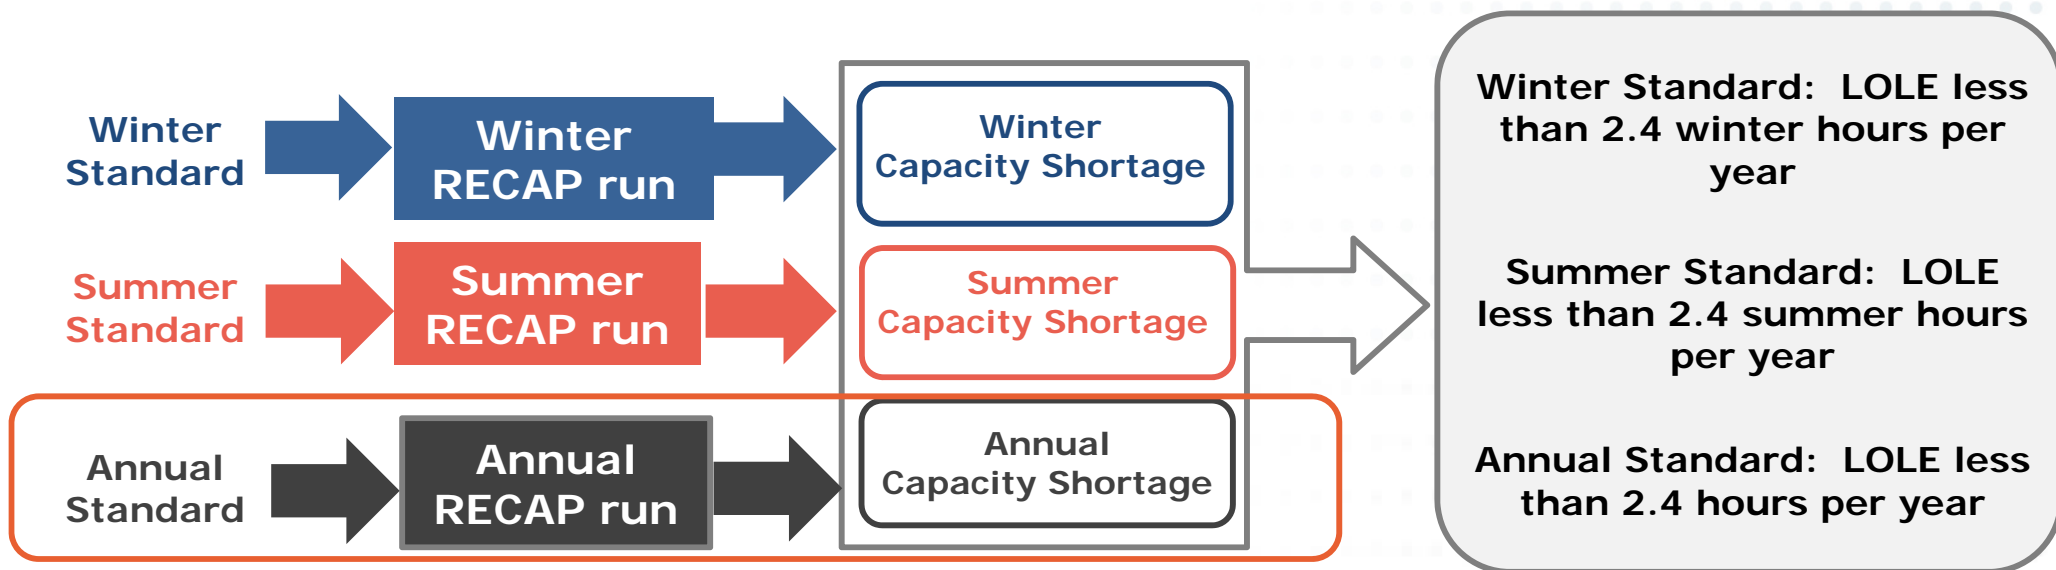 Winter
Standard
Winter
RECAP run
Winter
Capacity Shortage
Summer
Standard
Summer
RECAP run
Summer
Capacity Shortage
Annual
Standard
Annual
RECAP run
Annual
Capacity Shortage
Winter Standard:  LOLE less
than 2.4 winter hours per
year
Summer Standard:  LOLE
less than 2.4 summer hours
per year
Annual Standard:  LOLE less
than 2.4 hours per year